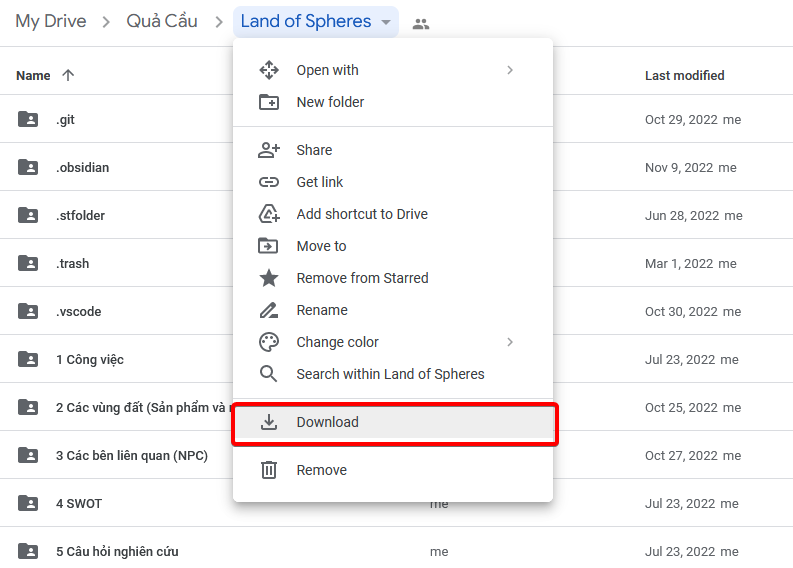 My Drive > Quả Cầu > Land of Spheres
Name
Last modified
Open with
New folder
Share
Get link
Add shortcut to Drive
Move to
Remove from Starred
Rename
Change color
Search within Land of Spheres
Download
Remove
.git Oct 29, 2022 me
.obsidian Nov 9, 2022 me
.stfolder Jun 28, 2022 me
.trash Mar 1, 2022 me
.vscode Oct 30, 2022 me
1 Công việc Jul 23, 2022 me
2 Các vùng đất (Sản phẩm và Oct 25, 2022 me
3 Các bên liên quan (NPC) Oct 27, 2022 me
4 SWOT me Jul 23, 2022 me
5 Câu hỏi nghiên cứu me Jul 23, 2022 me